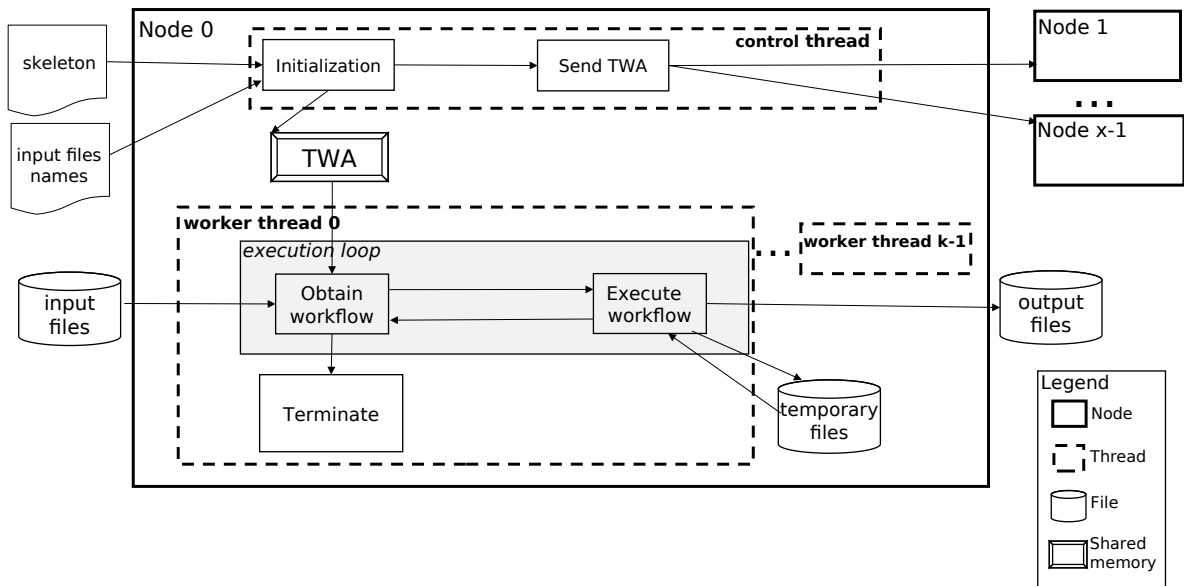 Node 0
control thread
Node 1
skeleton
Initialization
Send TWA
...
Node x-1
input files
names
TWA
worker thread 0
execution loop
...
worker thread k-1
input
files
Obtain
workflow
Execute
workflow
output
files
Terminate
temporary
files
Legend
Node
Thread
File
Shared
memory